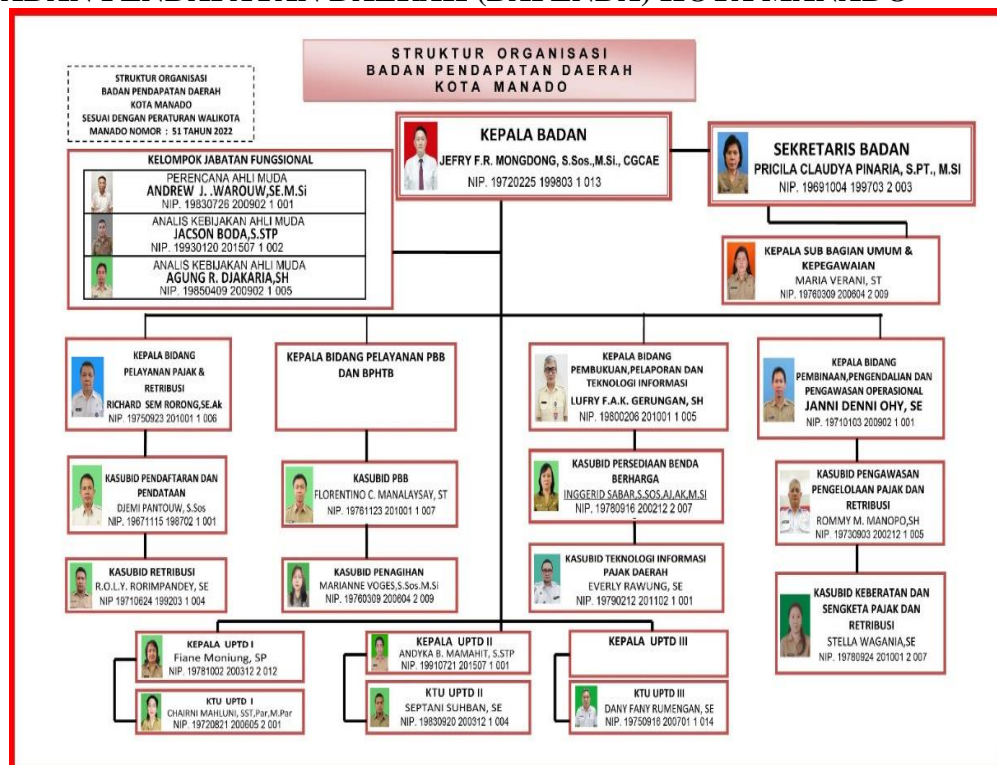 BADAN PENDAPATAN DAERAH (BAPENDA) KOTA MANADO
STRUKTUR ORGANISASI
BADAN PENDAPATAN DAERAH
KOTA MANADO
STRUKTUR ORGANISASI
BADAN PENDAPATAN DAERAH
KOTA MANADO
SESUAI DENGAN PERATURAN WALIKOTA
MANADO NOMOR : 51 TAHUN 2022
KEPALA BADAN
JEFRY F.R. MONGDONG, S.Sos.,M.Si., CGCAE
NIP. 19720225 199803 1 013
SEKRETARIS BADAN
PRICILA CLAUDYA PINARIA, S.PT., M.SI
NIP. 19691004 199703 2 003
KELOMPOK JABATAN FUNGSIONAL
PERENCANA AHLI MUDA
ANDREW J. .WAROUW,SE.M.Si
NIP. 19830726 200902 1 001
ANALIS KEBIJAKAN AHLI MUDA
JACSON BODA,S.STP
NIP. 19930120 201507 1 002
ANALIS KEBIJAKAN AHLI MUDA
AGUNG R. DJAKARIA,SH
NIP. 19850409 200902 1 005
KEPALA SUB BAGIAN UMUM &
KEPEGAWAIAN
MARIA VERANI, ST
NIP. 19760309 200604 2 009
KEPALA BIDANG
PELAYANAN PAJAK &
RETRIBUSI
RICHARD SEM RORONG,SE.Ak
NIP. 19750923 201001 1 006
KEPALA BIDANG PELAYANAN PBB
DAN BPHTB
KEPALA BIDANG
PEMBUKUAN,PELAPORAN DAN
TEKNOLOGI INFORMASI
LUFRY F.A.K. GERUNGAN, SH
NIP. 19800206 201001 1 005
KEPALA BIDANG
PEMBINAAN,PENGENDALIAN DAN
PENGAWASAN OPERASIONAL
JANNI DENNI OHY, SE
NIP. 19710103 200902 1 001
KASUBID PENDAFTARAN DAN
PENDATAAN
DJEMI PANTOUW, S.Sos
NIP. 19671115 198702 1 001
KASUBID PBB
FLORENTINO C. MANALAYSAY, ST
NIP. 19761123 201001 1 007
KASUBID PERSEDIAAN BENDA
BERHARGA
INGGERID SABAR,S.SOS,AJ,AK,M.SI
NIP. 19780916 200212 2 007
KASUBID PENGAWASAN
PENGELOLAAN PAJAK DAN
RETRIBUSI
ROMMY M. MANOPO,SH
NIP. 19730903 200212 1 005
KASUBID RETRIBUSI
R.O.L.Y. RORIMPANDEY, SE
NIP 19710624 199203 1 004
KASUBID PENAGIHAN
MARIANNE VOGES,S.Sos.M.Si
NIP. 19760309 200604 2 009
KASUBID TEKNOLOGI INFORMASI
PAJAK DAERAH
EVERLY RAWUNG, SE
NIP. 19790212 201102 1 001
KASUBID KEBERATAN DAN
SENGKETA PAJAK DAN
RETRIBUSI
STELLA WAGANIA,SE
NIP. 19780924 201001 2 007
KEPALA UPTD I
Fiane Moniung, SP
NIP. 19781002 200312 2 012
KEPALA UPTD II
ANDYKA B. MAMAHIT, S.STP
NIP. 19910721 201507 1 001
KEPALA UPTD III
KTU UPTD I
CHAIRNI MAHLUNI, SST,Par,M.Par
NIP. 19720821 200605 2 001
KTU UPTD II
SEPTANI SUHBAN, SE
NIP. 19830920 200312 1 004
KTU UPTD III
DANY FANY RUMENGAN, SE
NIP. 19750916 200701 1 014